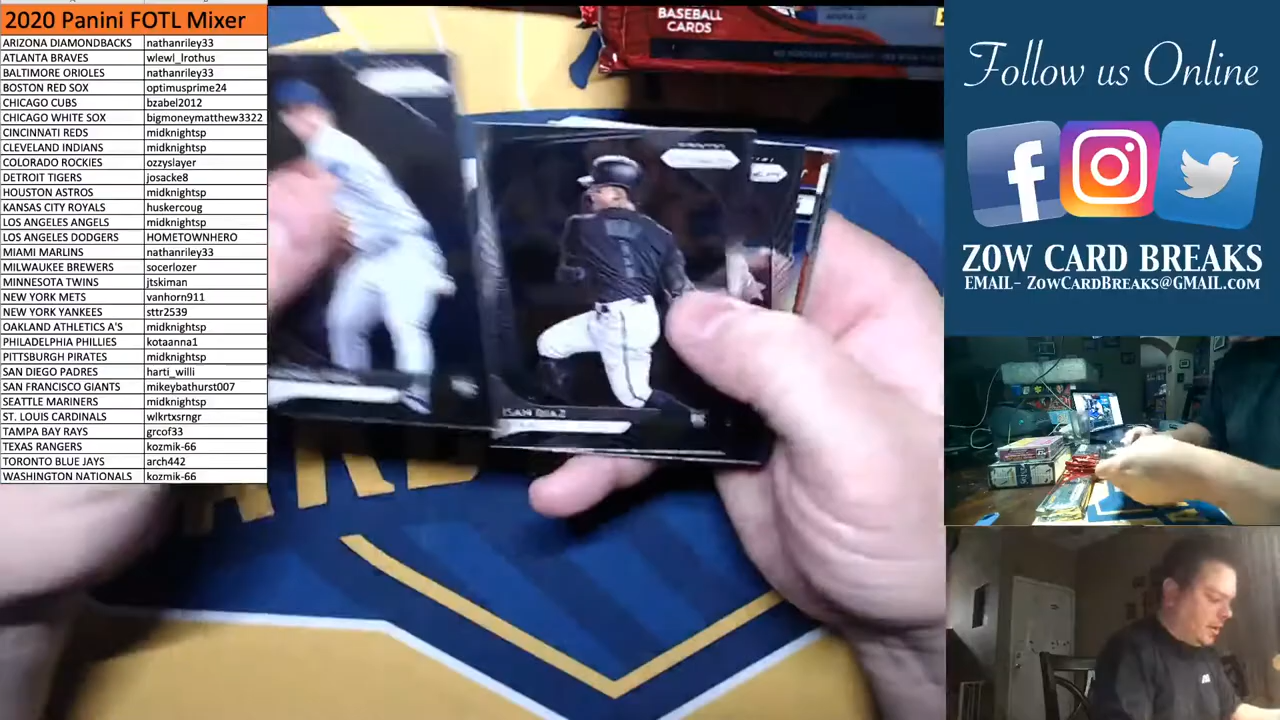 2020 Panini FOTL Mixer
ARIZONA DIAMONDBACKS nathanriley33
ATLANTA BRAVES wlewl_lrothus
BALTIMORE ORIOLES nathanriley33
BOSTON RED SOX optimusprime24
CHICAGO CUBS bzabel2012
CHICAGO WHITE SOX bigmoneymatthew3322
CINCINNATI REDS midknightsp
CLEVELAND INDIANS midknightsp
COLORADO ROCKIES ozzyslayer
DETROIT TIGERS josacke8
HOUSTON ASTROS midknightsp
KANSAS CITY ROYALS huskercoug
LOS ANGELES ANGELS midknightsp
LOS ANGELES DODGERS HOMETOWNHERO
MIAMI MARLINS nathanriley33
MILWAUKEE BREWERS socerlozer
MINNESOTA TWINS jtskiman
NEW YORK METS vanhorn911
NEW YORK YANKEES sttr2539
OAKLAND ATHLETICS A'S midknightsp
PHILADELPHIA PHILLIES kotaanna1
PITTSBURGH PIRATES midknightsp
SAN DIEGO PADRES harti_willi
SAN FRANCISCO GIANTS mikeybathurst007
SEATTLE MARINERS midknightsp
ST. LOUIS CARDINALS wlkrtxsrngr
TAMPA BAY RAYS grcof33
TEXAS RANGERS kozmik-66
TORONTO BLUE JAYS arch442
WASHINGTON NATIONALS kozmik-66
BASEBALL
CARDS
ISAN DIAZ
Follow us Online
ZOW CARD BREAKS
EMAIL- ZOWCARDBREAKS@GMAIL.COM